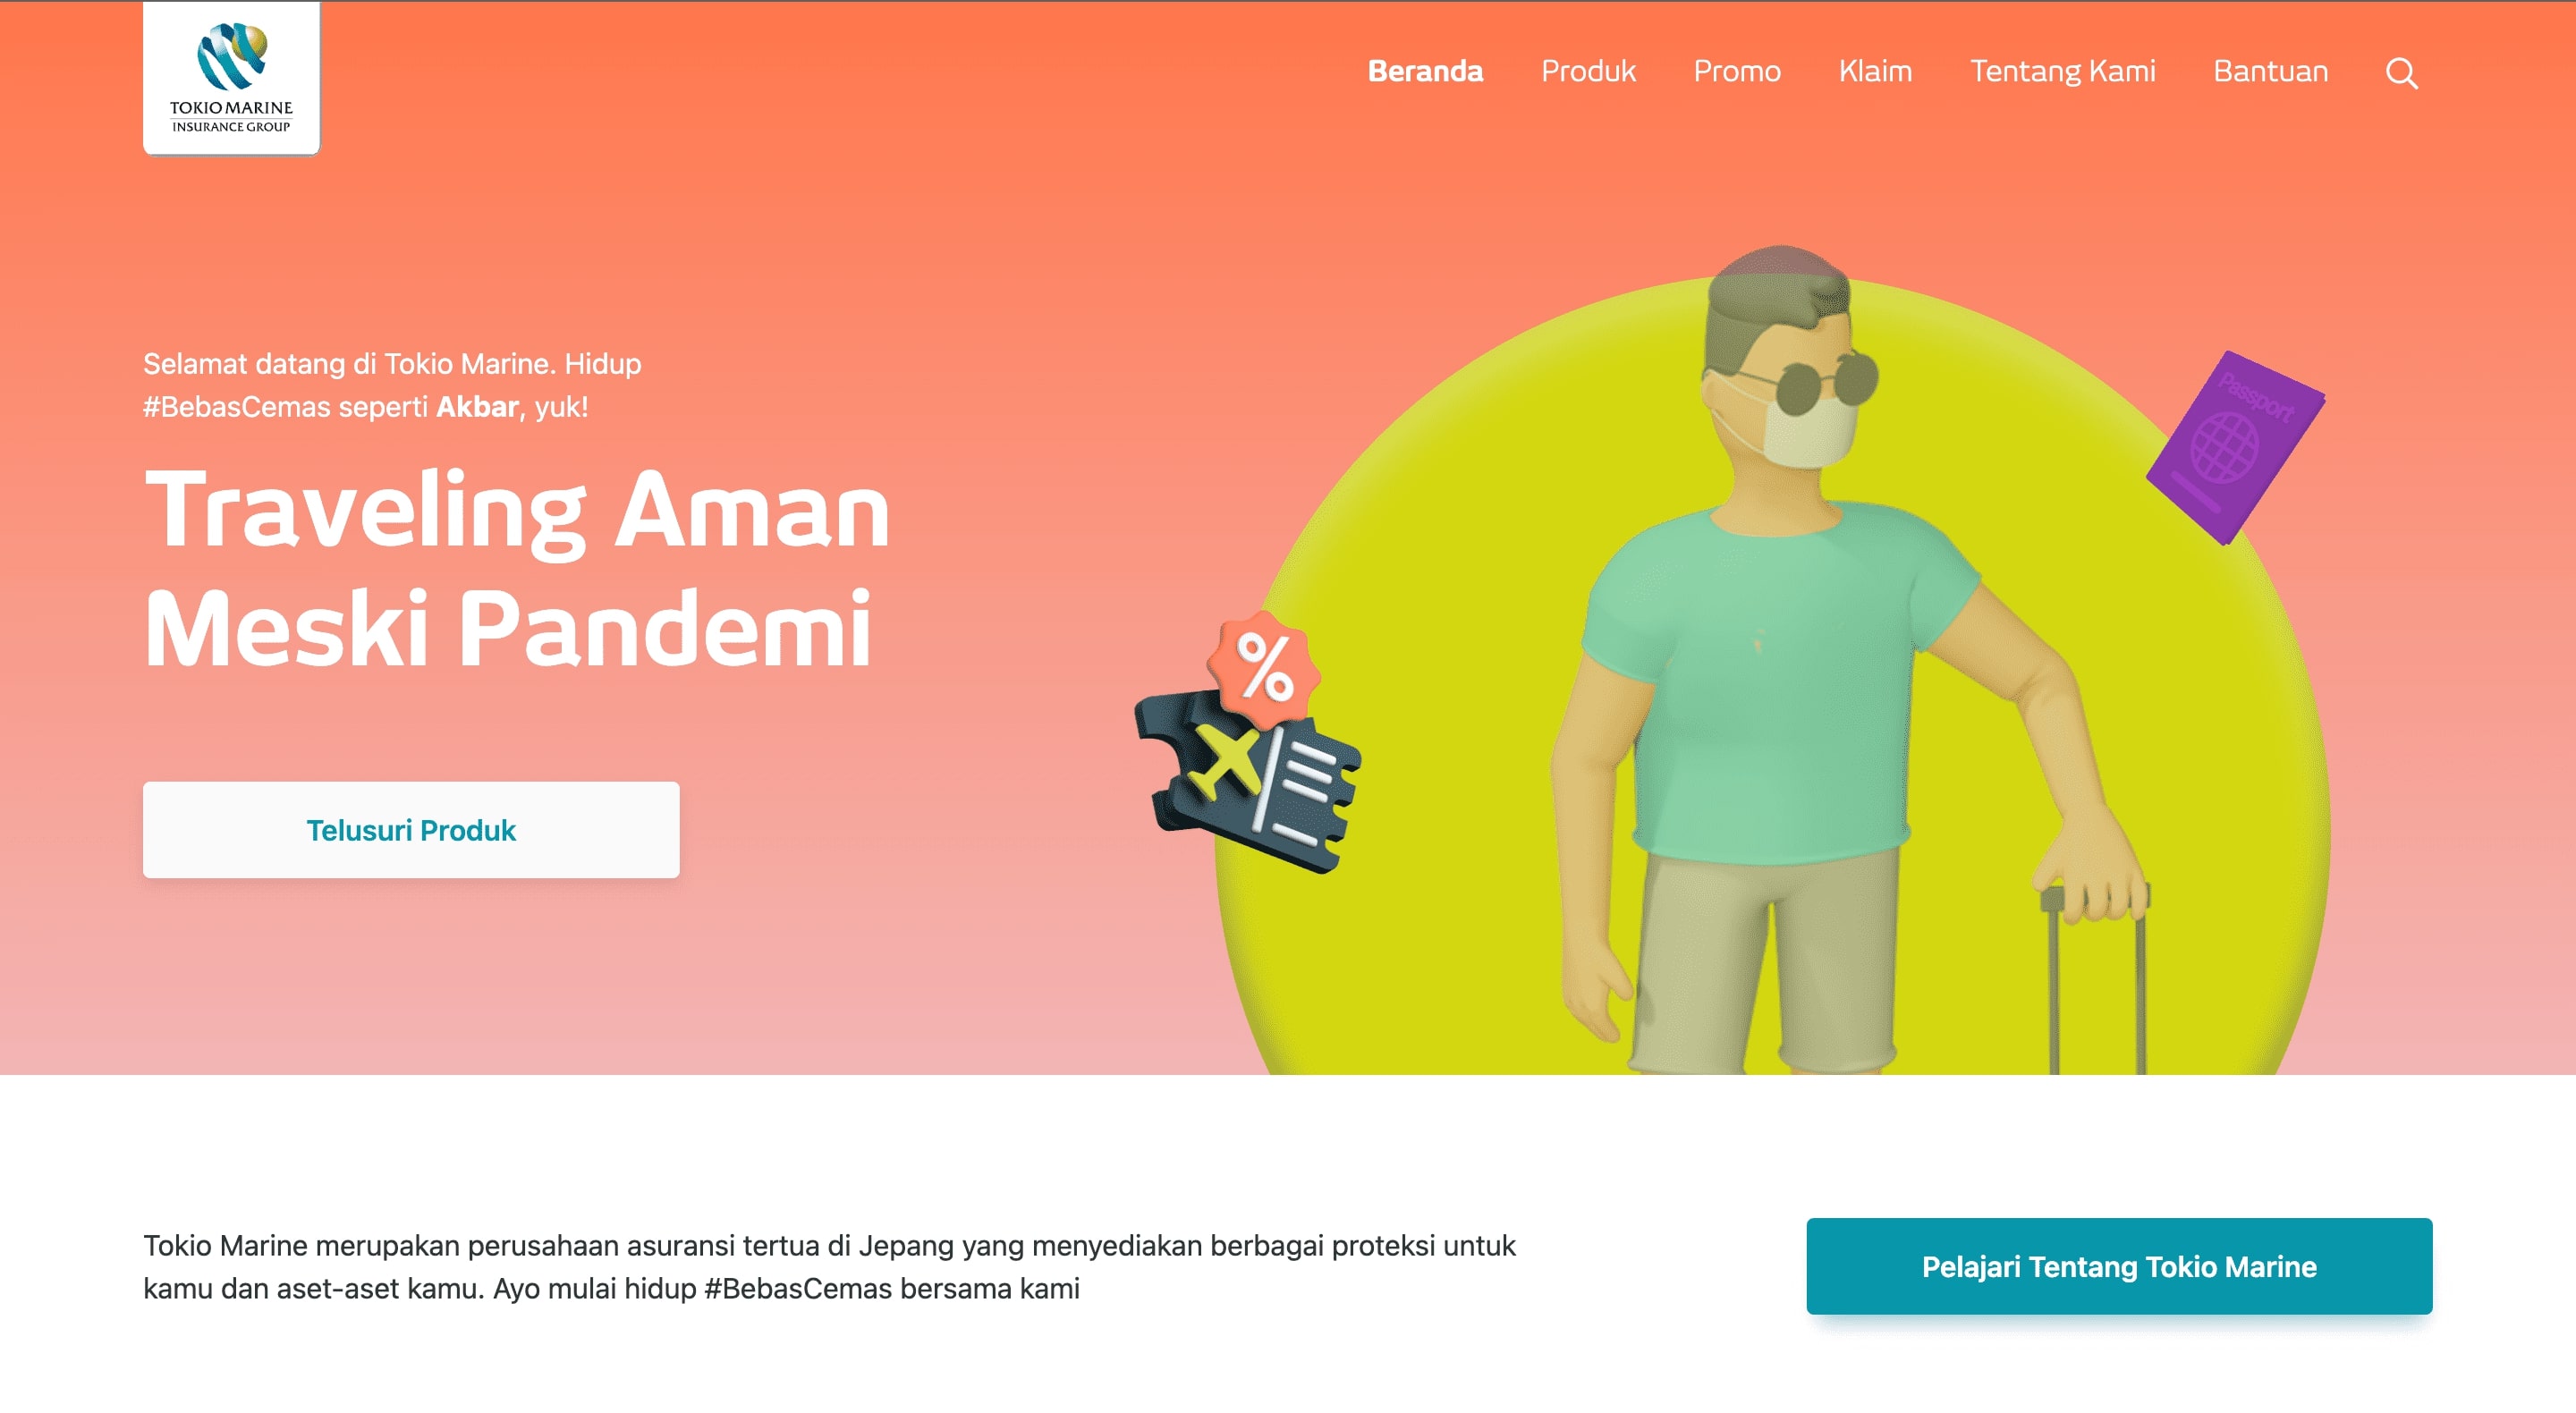 TOKIO MARINE
INSURANCE GROUP
Beranda
Produk
Promo
Klaim
Tentang Kami
Bantuan
Selamat datang di Tokio Marine. Hidup
#BebasCemas seperti Akbar, yuk!
Traveling Aman
Meski Pandemi
Telusuri Produk
%
Passport
Tokio Marine merupakan perusahaan asuransi tertua di Jepang yang menyediakan berbagai proteksi untuk
kamu dan aset-aset kamu. Ayo mulai hidup #BebasCemas bersama kami
Pelajari Tentang Tokio Marine